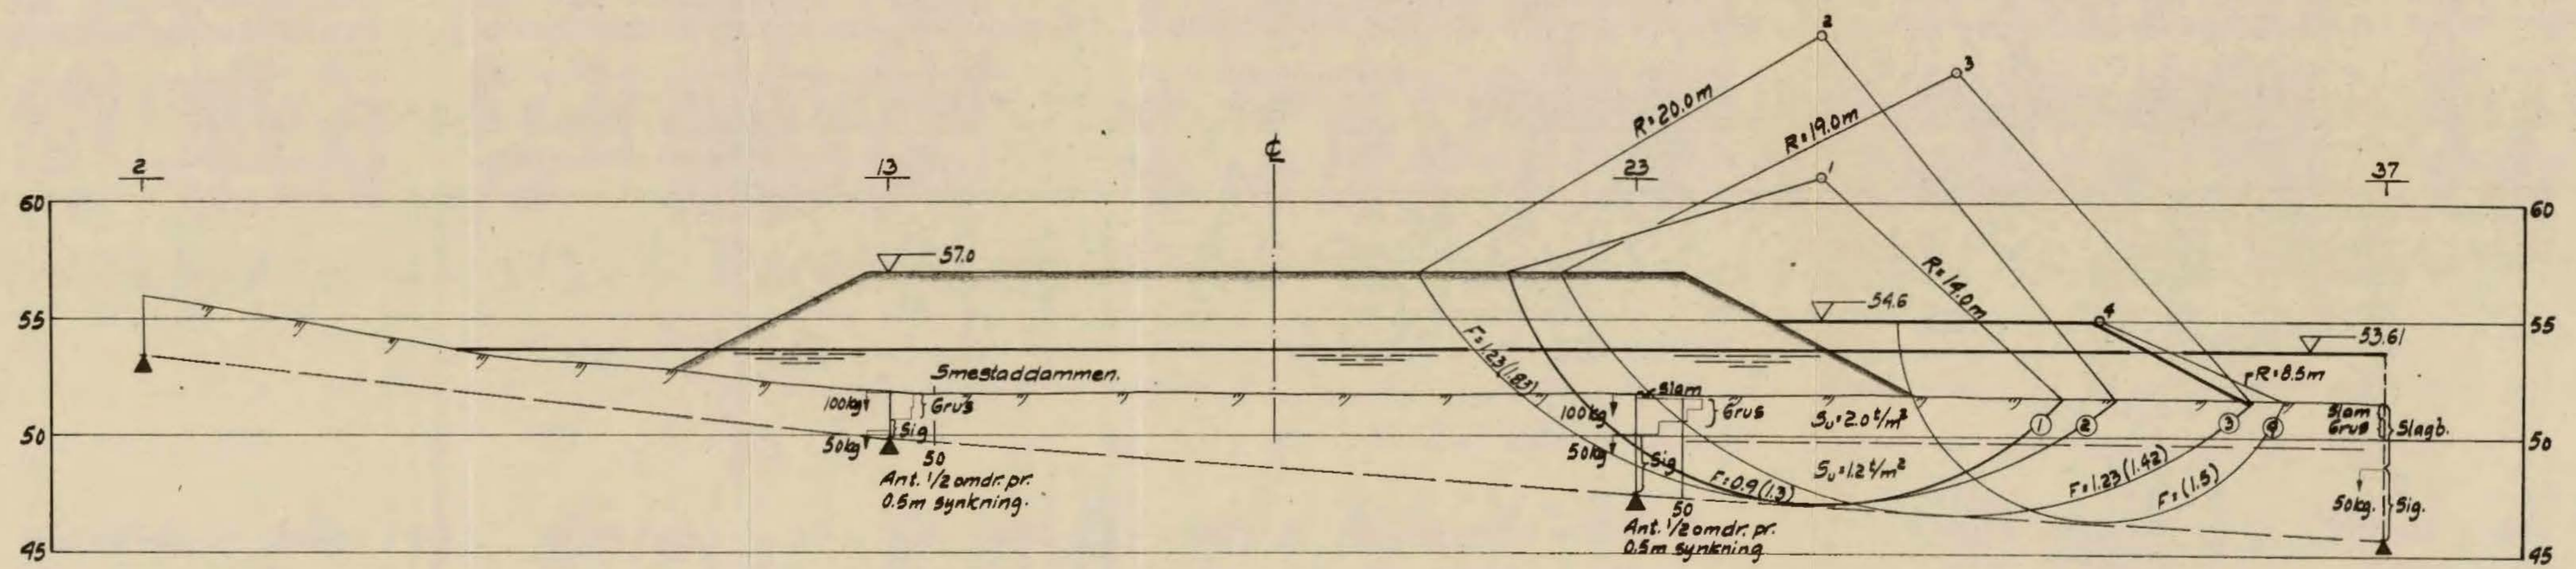 2
3
R=20.0m
R=19.0m
1
2
13
₵
23
37
60
60
57.0
R=14.0m
54.6
4
55
55
53.61
F=1.23(1.83)
Smestaddammen.
R=8.5m
100kg
Grus
Slam
100kg
Grus
Su=2.0 t/m²
1
2
3
4
Slam
Grus
Slagb.
50
50kg
Sig
50
50
50kg
Sig
Su=1.2 t/m²
F=0.9(1.3)
F=1.23(1.42)
F=(1.5)
50kg.
Sig.
Ant. 1/2 omdr. pr.
0.5m synkning.
50
Ant. 1/2 omdr. pr.
0.5m synkning
45
45